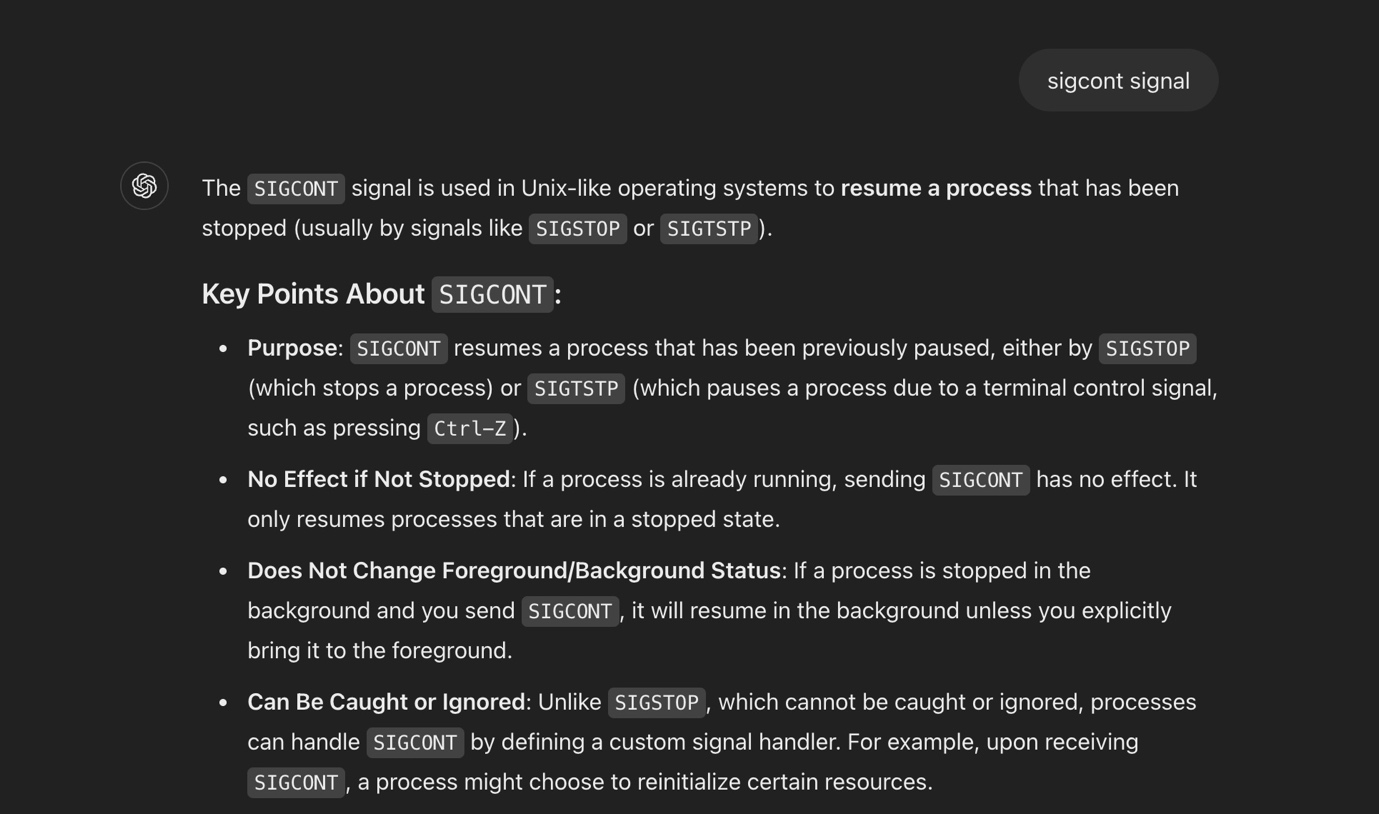 sigcont signal
The SIGCONT signal is used in Unix-like operating systems to resume a process that has been
stopped (usually by signals like SIGSTOP or SIGTSTP).
Key Points About SIGCONT:
• Purpose: SIGCONT resumes a process that has been previously paused, either by SIGSTOP
(which stops a process) or SIGTSTP (which pauses a process due to a terminal control signal,
such as pressing Ctrl-Z).
• No Effect if Not Stopped: If a process is already running, sending SIGCONT has no effect. It
only resumes processes that are in a stopped state.
• Does Not Change Foreground/Background Status: If a process is stopped in the
background and you send SIGCONT, it will resume in the background unless you explicitly
bring it to the foreground.
• Can Be Caught or Ignored: Unlike SIGSTOP, which cannot be caught or ignored, processes
can handle SIGCONT by defining a custom signal handler. For example, upon receiving
SIGCONT, a process might choose to reinitialize certain resources.